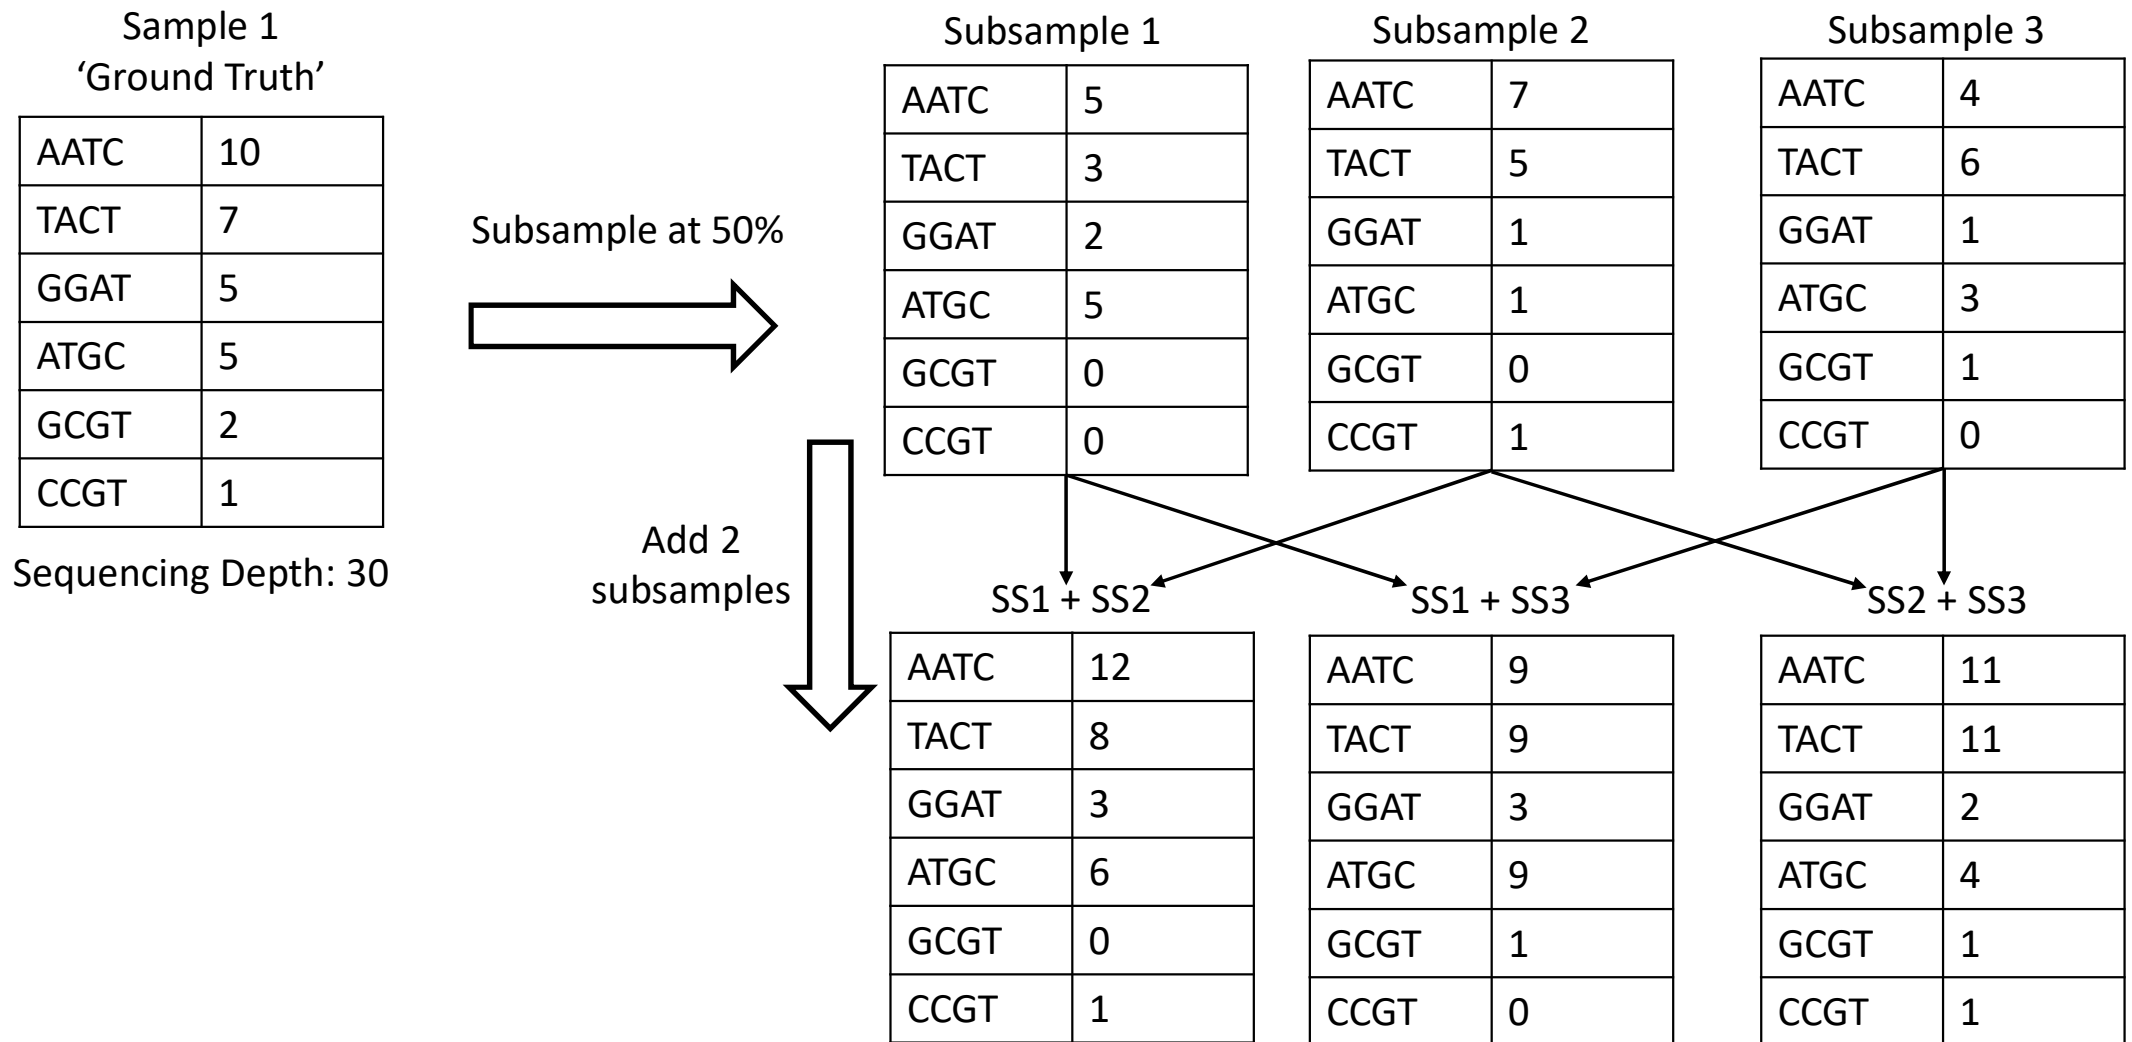 Sample 1
‘Ground Truth’
AATC 10
TACT 7
GGAT 5
ATGC 5
GCGT 2
CCGT 1
Sequencing Depth: 30
Subsample at 50%
Add 2
subsamples
Subsample 1
AATC 5
TACT 3
GGAT 2
ATGC 5
GCGT 0
CCGT 0
Subsample 2
AATC 7
TACT 5
GGAT 1
ATGC 1
GCGT 0
CCGT 1
Subsample 3
AATC 4
TACT 6
GGAT 1
ATGC 3
GCGT 1
CCGT 0
SS1 + SS2
AATC 12
TACT 8
GGAT 3
ATGC 6
GCGT 0
CCGT 1
SS1 + SS3
AATC 9
TACT 9
GGAT 3
ATGC 9
GCGT 1
CCGT 0
SS2 + SS3
AATC 11
TACT 11
GGAT 2
ATGC 4
GCGT 1
CCGT 1